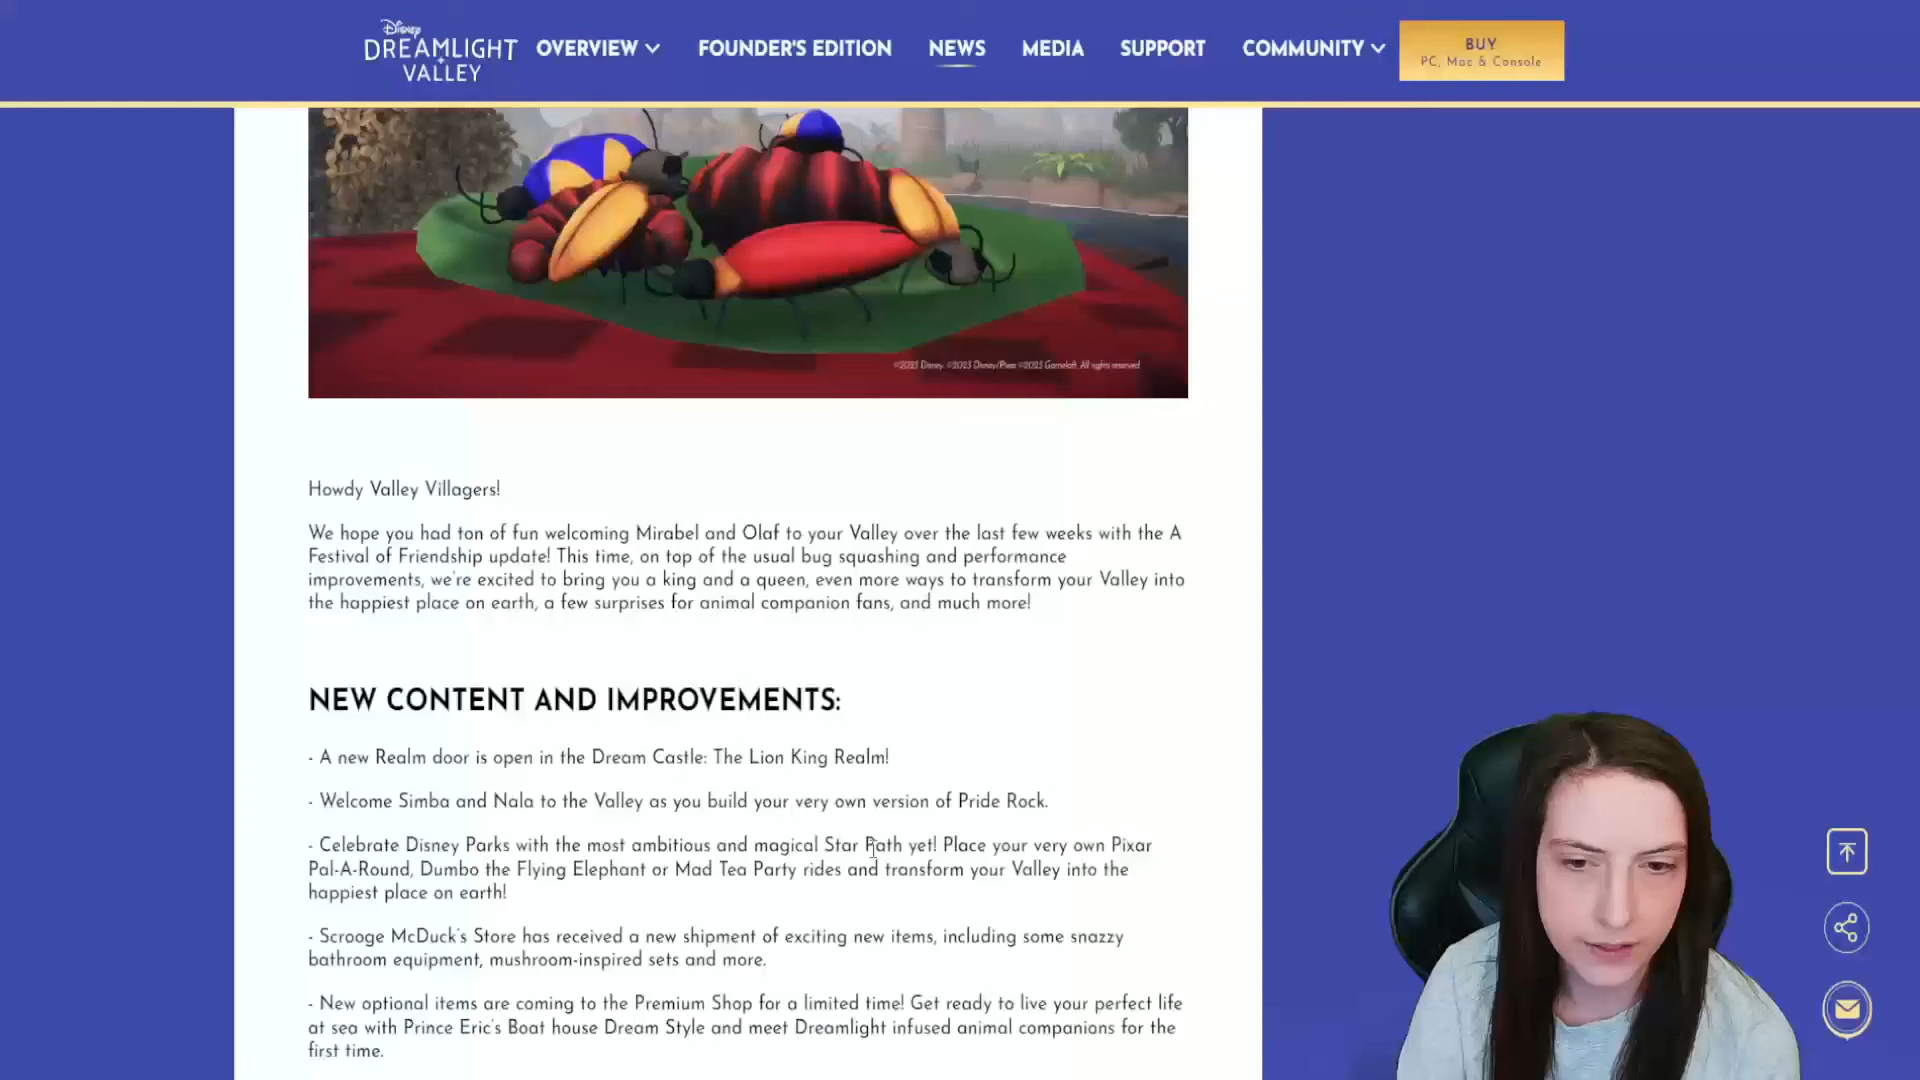 Disney
DREAMLIGHT
VALLEY
OVERVIEW
FOUNDER'S EDITION
NEWS
MEDIA
SUPPORT
COMMUNITY
BUY
PC, Mac & Console
©2023 Disney. ©2023 Disney/Pixar ©2023 Gameloft. All rights reserved.
Howdy Valley Villagers!
We hope you had ton of fun welcoming Mirabel and Olaf to your Valley over the last few weeks with the A
Festival of Friendship update! This time, on top of the usual bug squashing and performance
improvements, we're excited to bring you a king and a queen, even more ways to transform your Valley into
the happiest place on earth, a few surprises for animal companion fans, and much more!
NEW CONTENT AND IMPROVEMENTS:
- A new Realm door is open in the Dream Castle: The Lion King Realm!
- Welcome Simba and Nala to the Valley as you build your very own version of Pride Rock.
- Celebrate Disney Parks with the most ambitious and magical Star Path yet! Place your very own Pixar
Pal-A-Round, Dumbo the Flying Elephant or Mad Tea Party rides and transform your Valley into the
happiest place on earth!
- Scrooge McDuck's Store has received a new shipment of exciting new items, including some snazzy
bathroom equipment, mushroom-inspired sets and more.
- New optional items are coming to the Premium Shop for a limited time! Get ready to live your perfect life
at sea with Prince Eric's Boat house Dream Style and meet Dreamlight infused animal companions for the
first time.